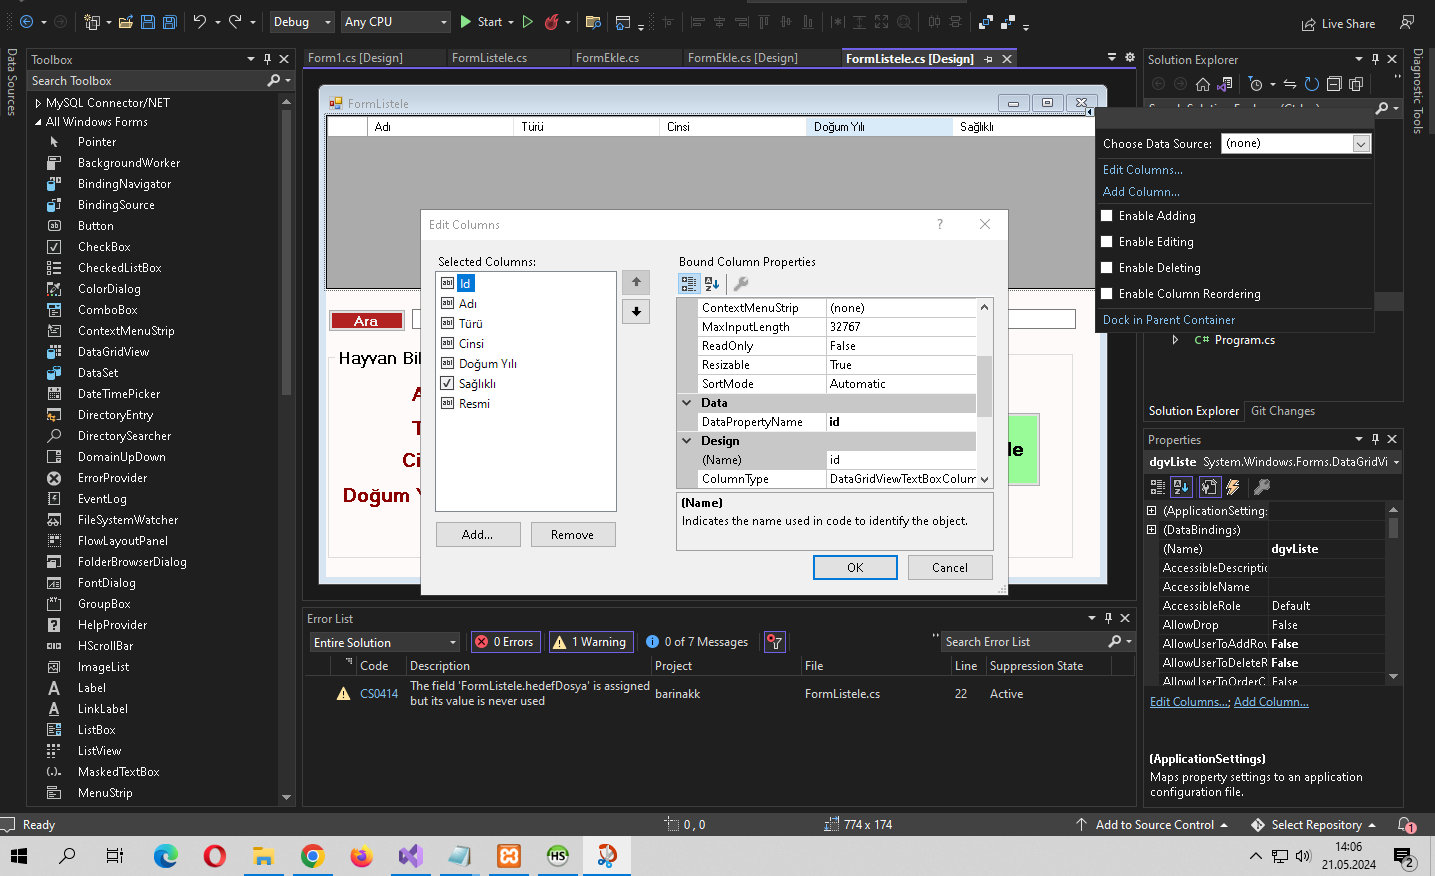 Debug
Any CPU
Start
Live Share
Data Sources
Toolbox
Search Toolbox
MySQL Connector/NET
All Windows Forms
Pointer
BackgroundWorker
BindingNavigator
BindingSource
Button
CheckBox
CheckedListBox
ColorDialog
ComboBox
ContextMenuStrip
DataGridView
DataSet
DateTimePicker
DirectoryEntry
DirectorySearcher
DomainUpDown
ErrorProvider
EventLog
FileSystemWatcher
FlowLayoutPanel
FolderBrowserDialog
FontDialog
GroupBox
HelpProvider
HScrollBar
ImageList
Label
LinkLabel
ListBox
ListView
MaskedTextBox
MenuStrip
Form1.cs [Design]
FormListele.cs
FormEkle.cs
FormEkle.cs [Design]
FormListele.cs [Design]
FormListele
Adı Türü Cinsi Doğum Yılı Sağlıklı
Ara
Hayvan Bil
Doğum Y
Edit Columns
Selected Columns:
Id
Adı
Türü
Cinsi
Doğum Yılı
Sağlıklı
Resmi
Add...
Remove
Bound Column Properties
ContextMenuStrip (none)
MaxInputLength 32767
ReadOnly False
Resizable True
SortMode Automatic
Data
DataPropertyName id
Design
(Name) id
ColumnType DataGridViewTextBoxColum
(Name)
Indicates the name used in code to identify the object.
OK
Cancel
le
Choose Data Source: (none)
Edit Columns...
Add Column...
Enable Adding
Enable Editing
Enable Deleting
Enable Column Reordering
Dock in Parent Container
Solution Explorer
C# Program.cs
Solution Explorer
Git Changes
Diagnostic Tools
Properties
dgvListe System.Windows.Forms.DataGridVi
(ApplicationSetting:
(DataBindings)
(Name) dgvListe
AccessibleDescriptic
AccessibleName
AccessibleRole Default
AllowDrop False
AllowUserToAddRov False
AllowUserToDeleteR False
AllowUserToOrderC False
Edit Columns...; Add Column...
(ApplicationSettings)
Maps property settings to an application
configuration file.
Error List
Entire Solution
0 Errors
1 Warning
0 of 7 Messages
Search Error List
Code Description Project File Line Suppression State
CS0414 The field 'FormListele.hedefDosya' is assigned but its value is never used barinakk FormListele.cs 22 Active
Ready
0 , 0
774 x 174
Add to Source Control
Select Repository
1
HS
14:06
21.05.2024
2